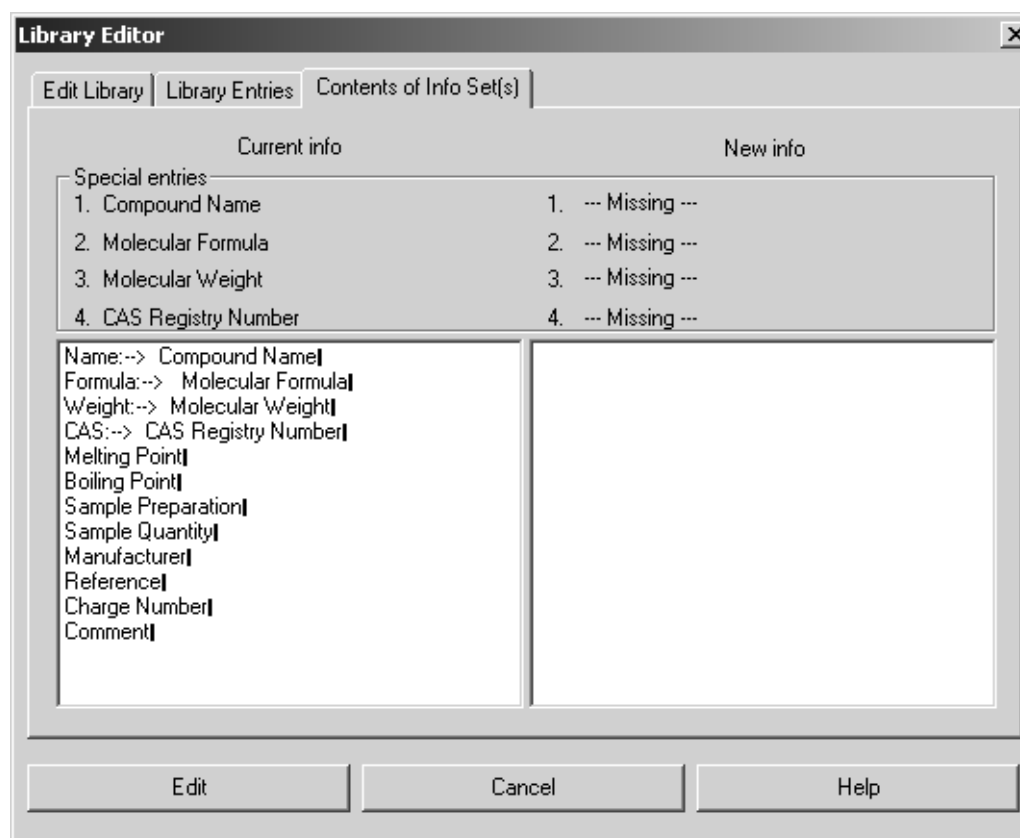 Library Editor
Edit Library Library Entries Contents of Info Set(s)
Current info New info
Special entries
1. Compound Name 1. --- Missing ---
2. Molecular Formula 2. --- Missing ---
3. Molecular Weight 3. --- Missing ---
4. CAS Registry Number 4. --- Missing ---
Name:--> Compound Name
Formula:--> Molecular Formula
Weight:--> Molecular Weight
CAS:--> CAS Registry Number
Melting Point
Boiling Point
Sample Preparation
Sample Quantity
Manufacturer
Reference
Charge Number
Comment
Edit Cancel Help